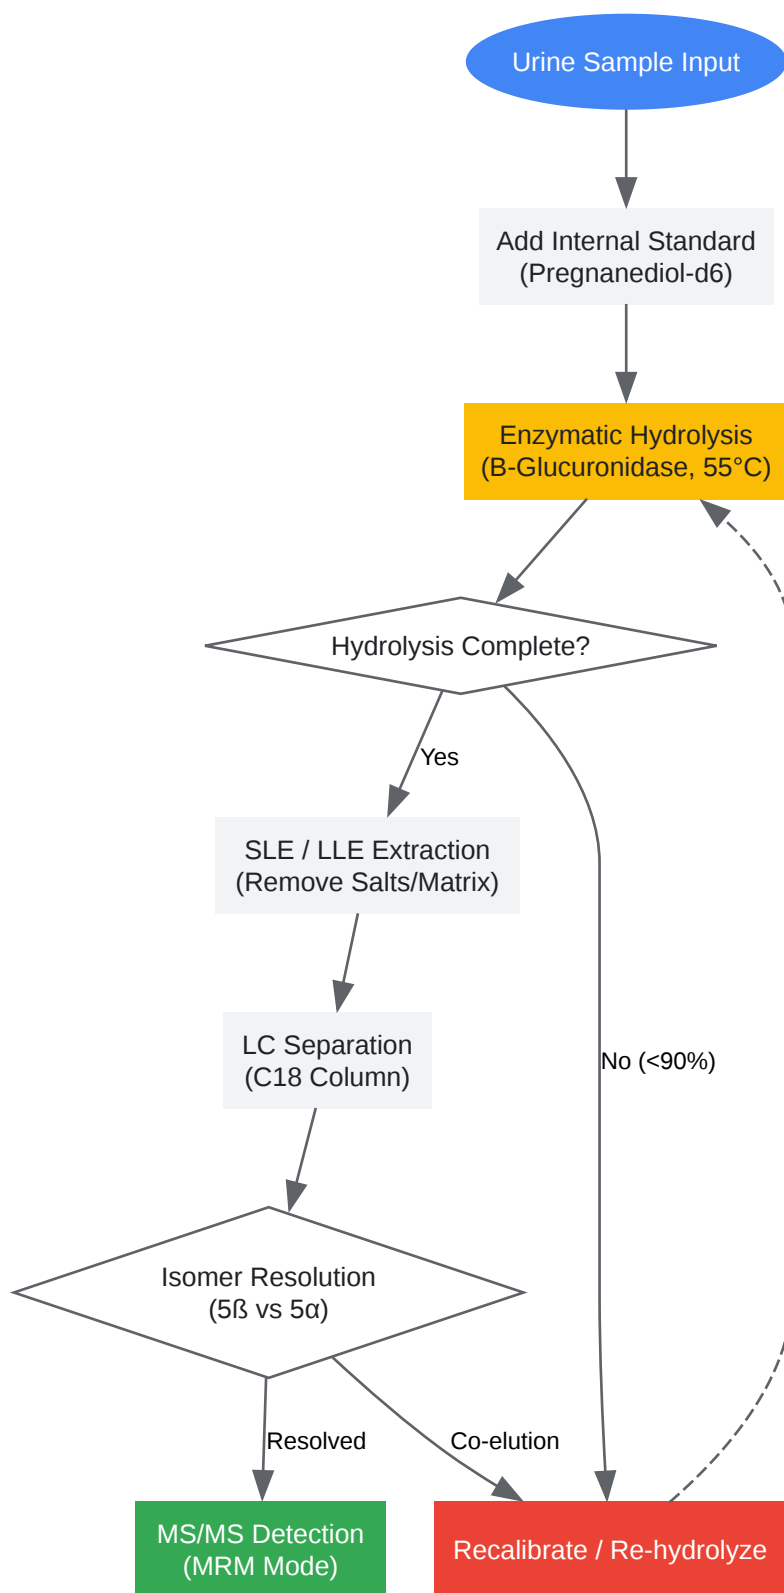 Urine Sample Input
Add Internal Standard
(Pregnanediol-d6)
Enzymatic Hydrolysis
(B-Glucuronidase, 55°C)
Hydrolysis Complete?
Yes
SLE / LLE Extraction
(Remove Salts/Matrix)
LC Separation
(C18 Column)
No (<90%)
Isomer Resolution
(5ß vs 5α)
Resolved
Co-elution
MS/MS Detection
(MRM Mode)
Recalibrate / Re-hydrolyze